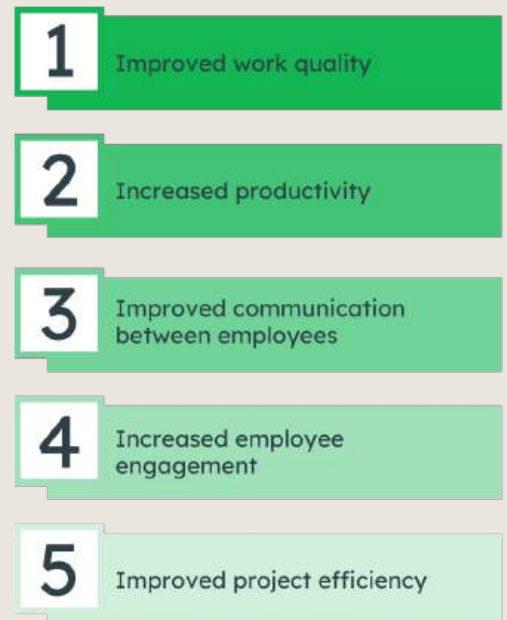 1
Improved work quality
2
Increased productivity
3
Improved communication
between employees
4
Increased employee
engagement
5
Improved project efficiency